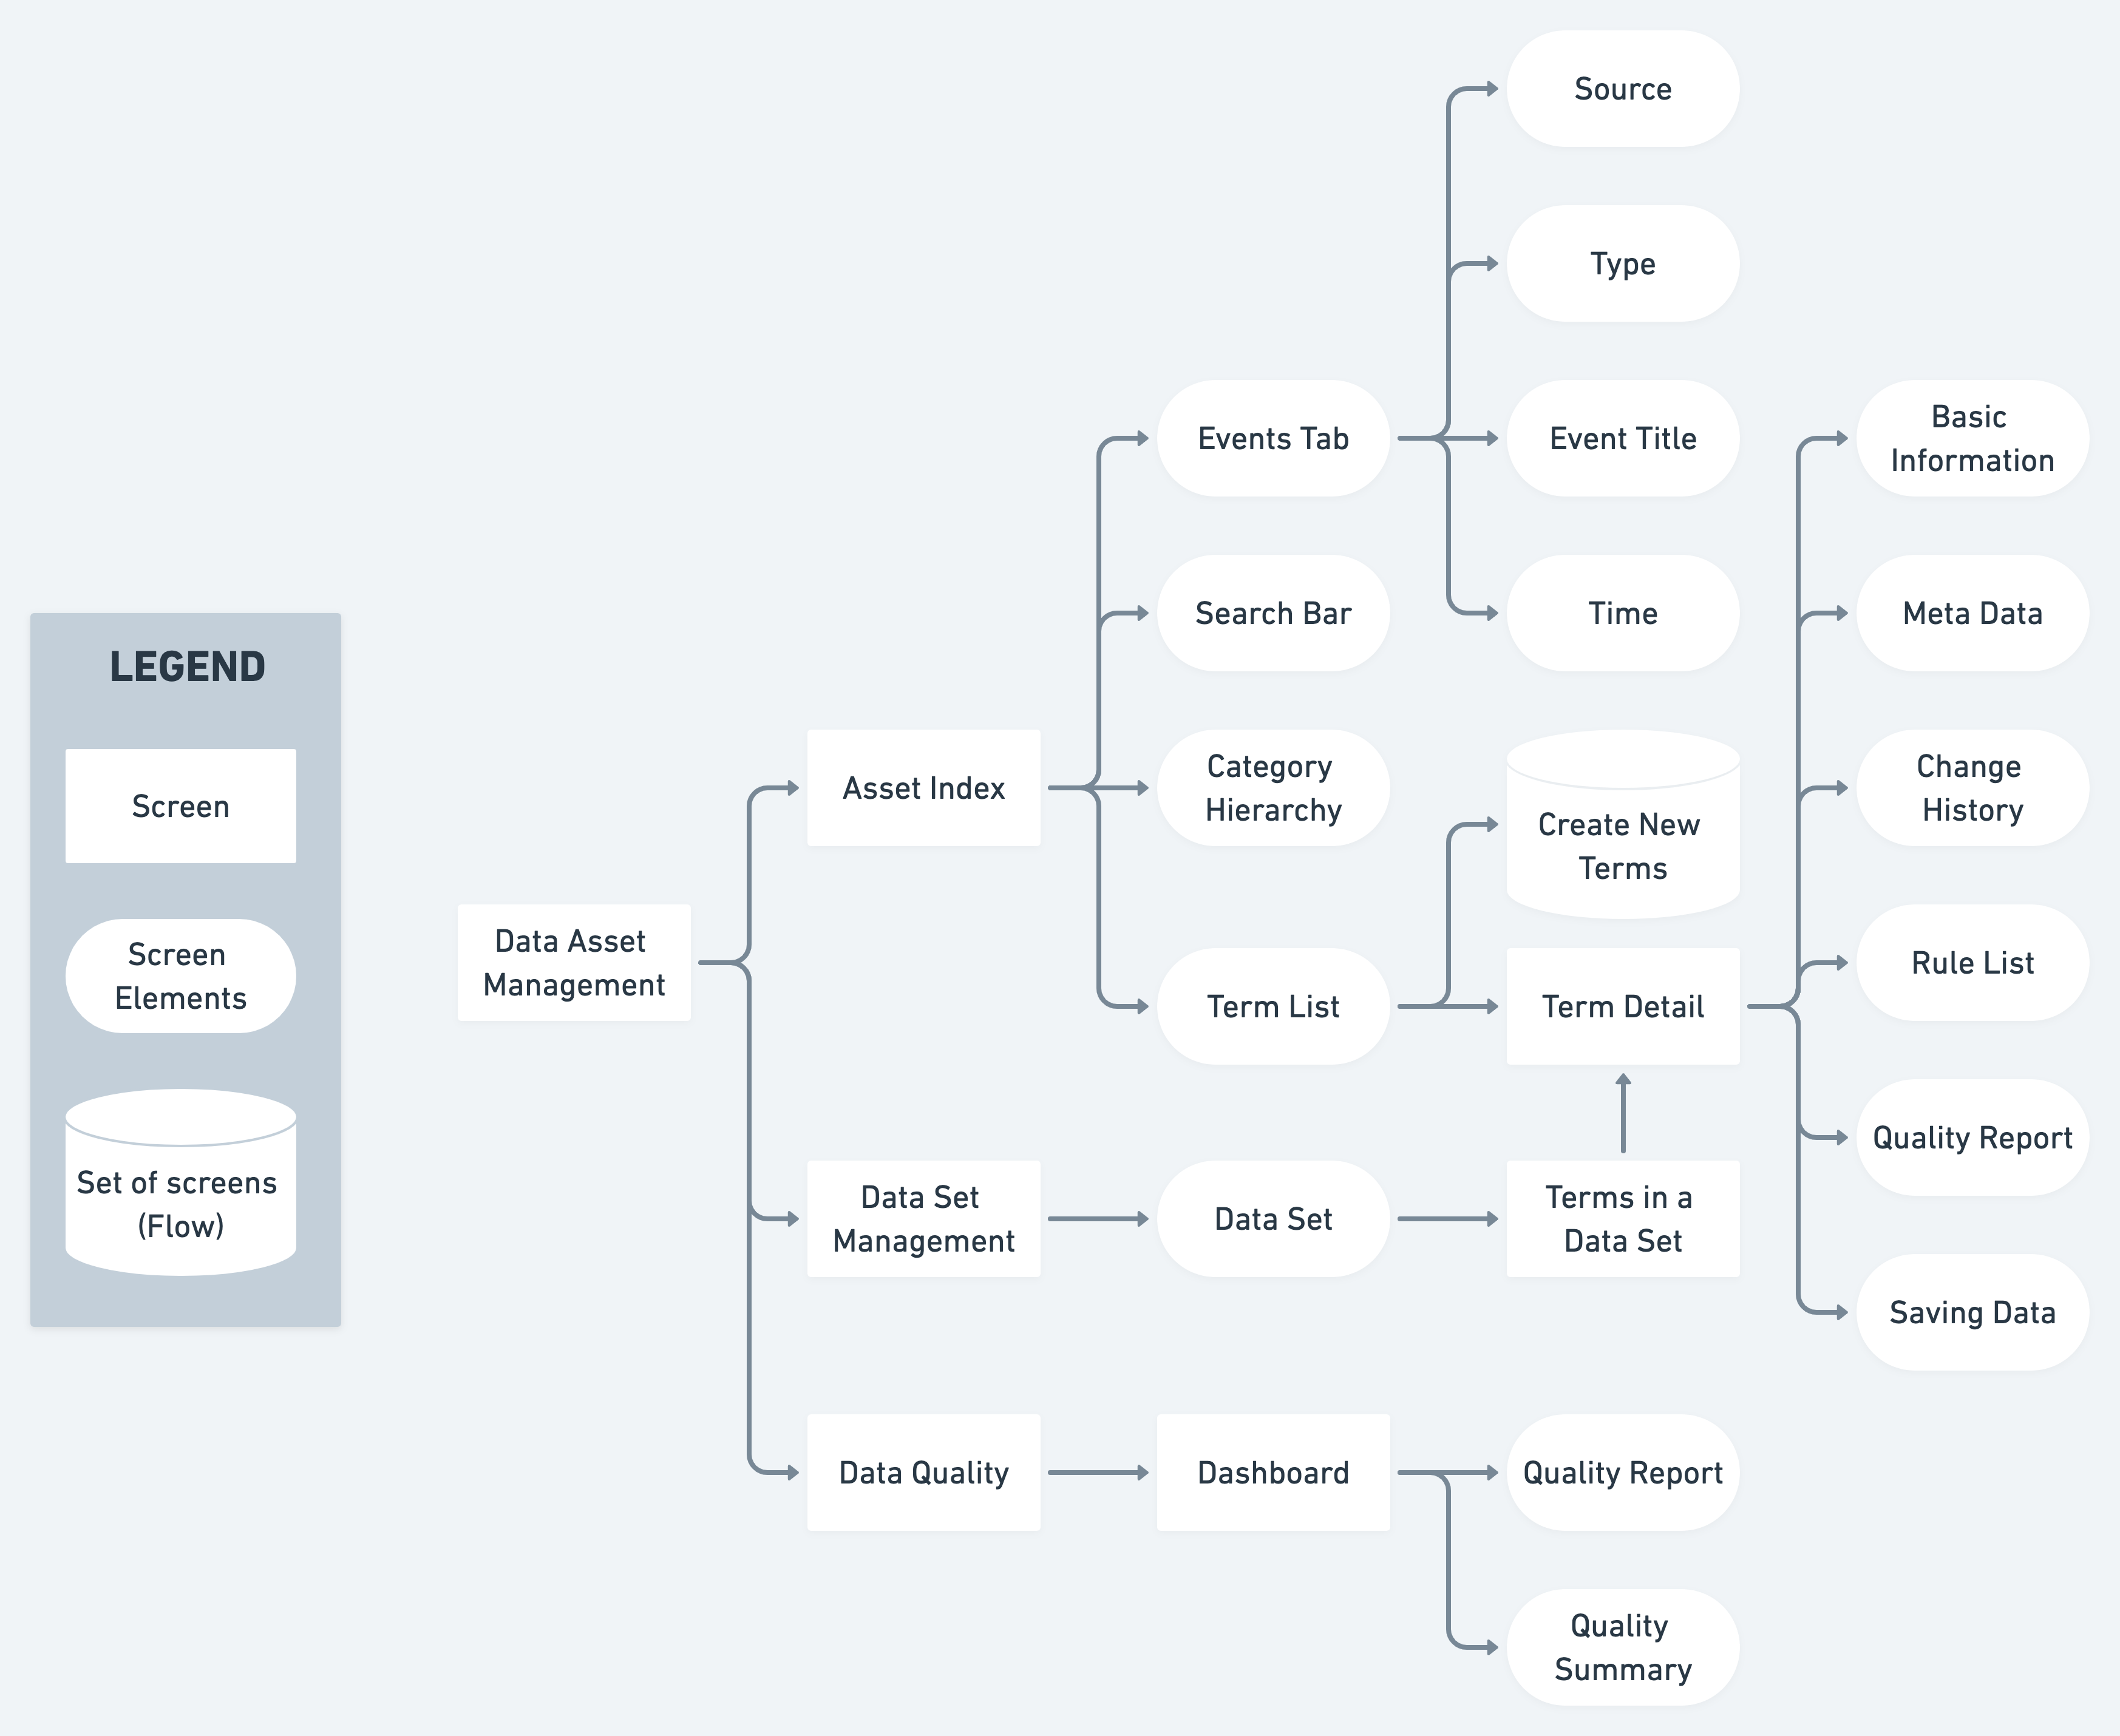 LEGEND
Screen
Screen
Elements
Set of screens
(Flow)
Data Asset
Management
Asset Index
Data Set
Management
Data Quality
Events Tab
Search Bar
Category
Hierarchy
Term List
Data Set
Dashboard
Source
Type
Event Title
Time
Create New
Terms
Term Detail
Terms in a
Data Set
Quality Report
Quality
Summary
Basic
Information
Meta Data
Change
History
Rule List
Quality Report
Saving Data